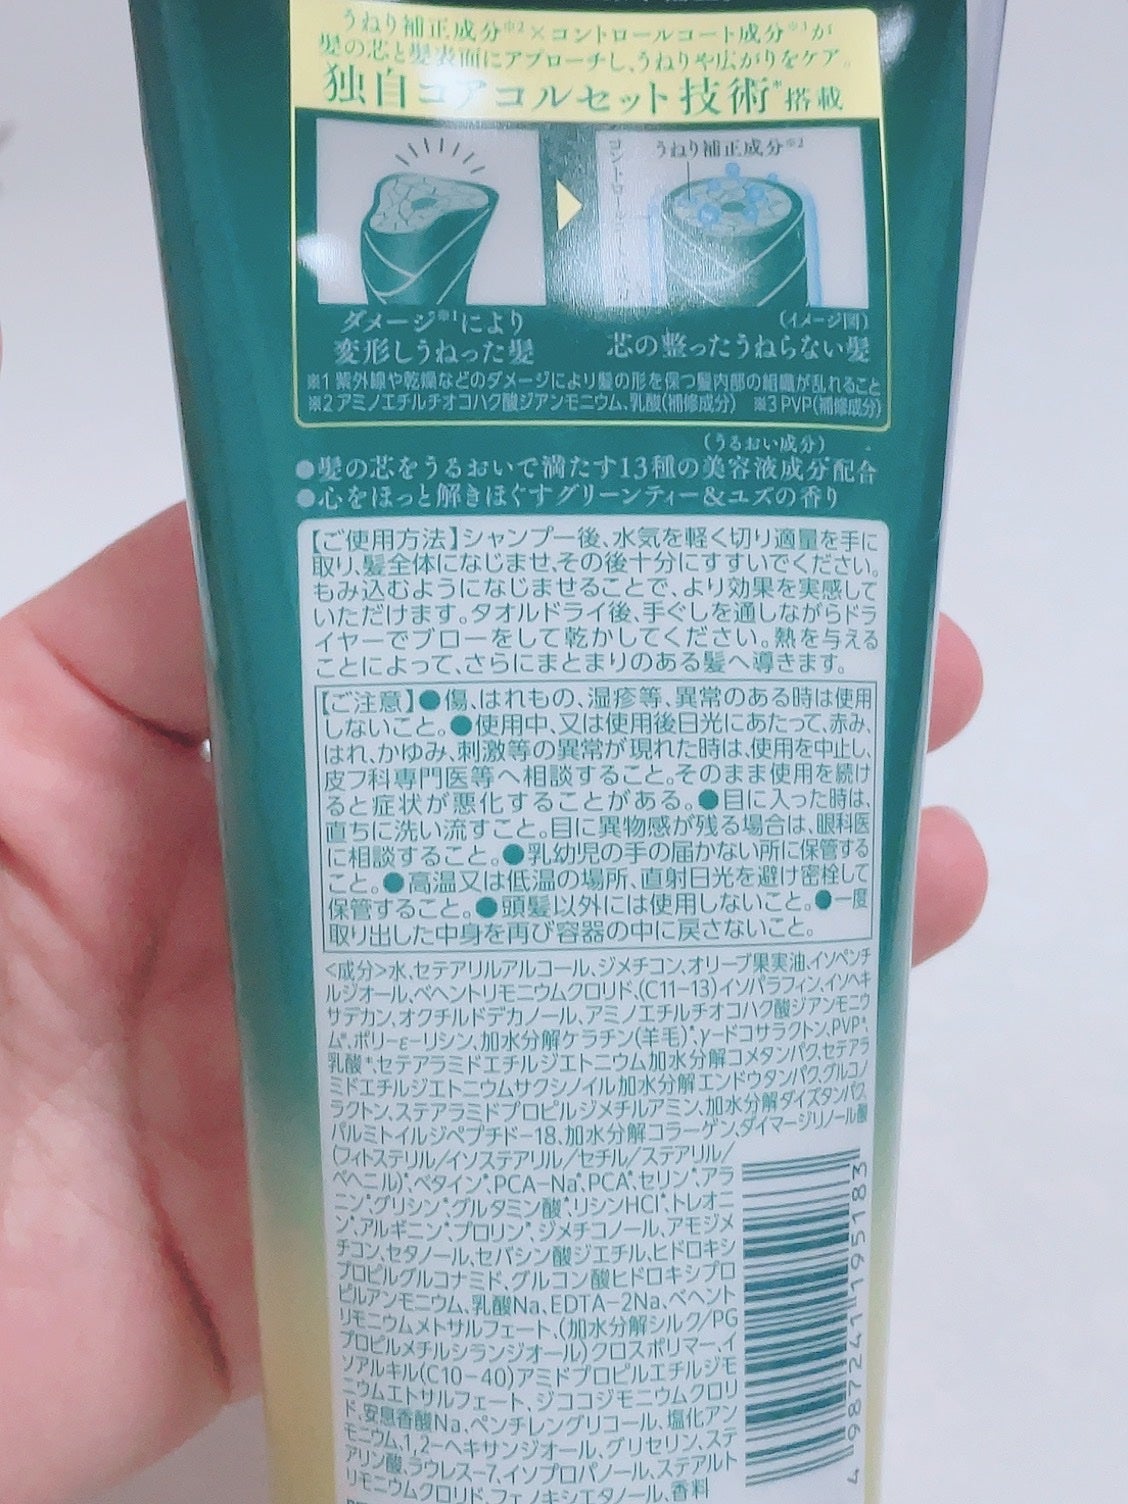 うねり補正成分※2×コントロールコート成分※3が
髪の芯と髪表面にアプローチし、うねりや広がりをケア。
独自コアコルセット技術*搭載
うねり補正成分※2
ダメージ※1により
変形しうねった髪
(イメージ図)
芯の整ったうねらない髪
※1 紫外線や乾燥などのダメージにより髪の形を保つ髪内部の組織が乱れること
※2 アミノエチルチオコハク酸ジアンモニウム、乳酸(補修成分) ※3 PVP(補修成分)
(うるおい成分)
●髪の芯をうるおいで満たす13種の美容液成分配合
●心をほっと解きほぐすグリーンティー&ユズの香り
【ご使用方法】シャンプー後、水気を軽く切り適量を手に
取り、髪全体になじませ、その後十分にすすいでください。
もみ込むようになじませることで、より効果を実感して
いただけます。タオルドライ後、手ぐしを通しながらドラ
イヤーでブローをして乾かしてください。熱を与える
ことによって、さらにまとまりのある髪へ導きます。
【ご注意】●傷、はれもの、湿疹等、異常のある時は使用
しないこと。●使用中、又は使用後日光にあたって、赤み、
はれ、かゆみ、刺激等の異常が現れた時は、使用を中止し、
皮フ科専門医等へ相談すること。そのまま使用を続け
ると症状が悪化することがある。●目に入った時は、
直ちに洗い流すこと。目に異物感が残る場合は、眼科医
に相談すること。●乳幼児の手の届かない所に保管する
こと。●高温又は低温の場所、直射日光を避け密栓して
保管すること。●頭髪以外には使用しないこと。●一度
取り出した中身を再び容器の中に戻さないこと。
<成分>水、セテアリルアルコール、ジメチコン、オリーブ果実油、イソペンチ
ルジオール、ベヘントリモニウムクロリド、(C11-13)イソパラフィン、イソヘキ
サデカン、オクチルドデカノール、アミノエチルチオコハク酸ジアンモニウ
ム*、ポリ-ε-リシン、加水分解ケラチン(羊毛)*、γ-ドコサラクトン、PVP*、
乳酸*、セテアラミドエチルジエトニウム加水分解コメタンパク、セテアラ
ミドエチルジエトニウムサクシノイル加水分解エンドウタンパク、グルコノ
ラクトン、ステアラミドプロピルジメチルアミン、加水分解ダイズタンパク、
パルミトイルジペプチド-18、加水分解コラーゲン、ダイマージリノール酸
(フィトステリル/イソステアリル/セチル/ステアリル/
ベヘニル)*、ベタイン*、PCA-Na*、PCA*、セリン*、アラ
ニン*、グリシン*、グルタミン酸*、リシンHCl*、トレオニ
ン*、アルギニン*、プロリン*、ジメチコノール、アモジメ
チコン、セタノール、セバシン酸ジエチル、ヒドロキシ
プロピルグルコナミド、グルコン酸ヒドロキシプロ
ピルアンモニウム、乳酸Na、EDTA-2Na、ベヘント
リモニウムメトサルフェート、(加水分解シルク/PG
プロピルメチルシランジオール)クロスポリマー、イ
ソアルキル(C10-40)アミドプロピルエチルジモ
ニウムエトサルフェート、ジココジモニウムクロリ
ド、安息香酸Na、ペンチレングリコール、塩化アン
モニウム、1,2-ヘキサンジオール、グリセリン、ステ
アリン酸、ラウレス-7、イソプロパノール、ステアルト
リモニウムクロリド、フェノキシエタノール、香料
4 987241 195183